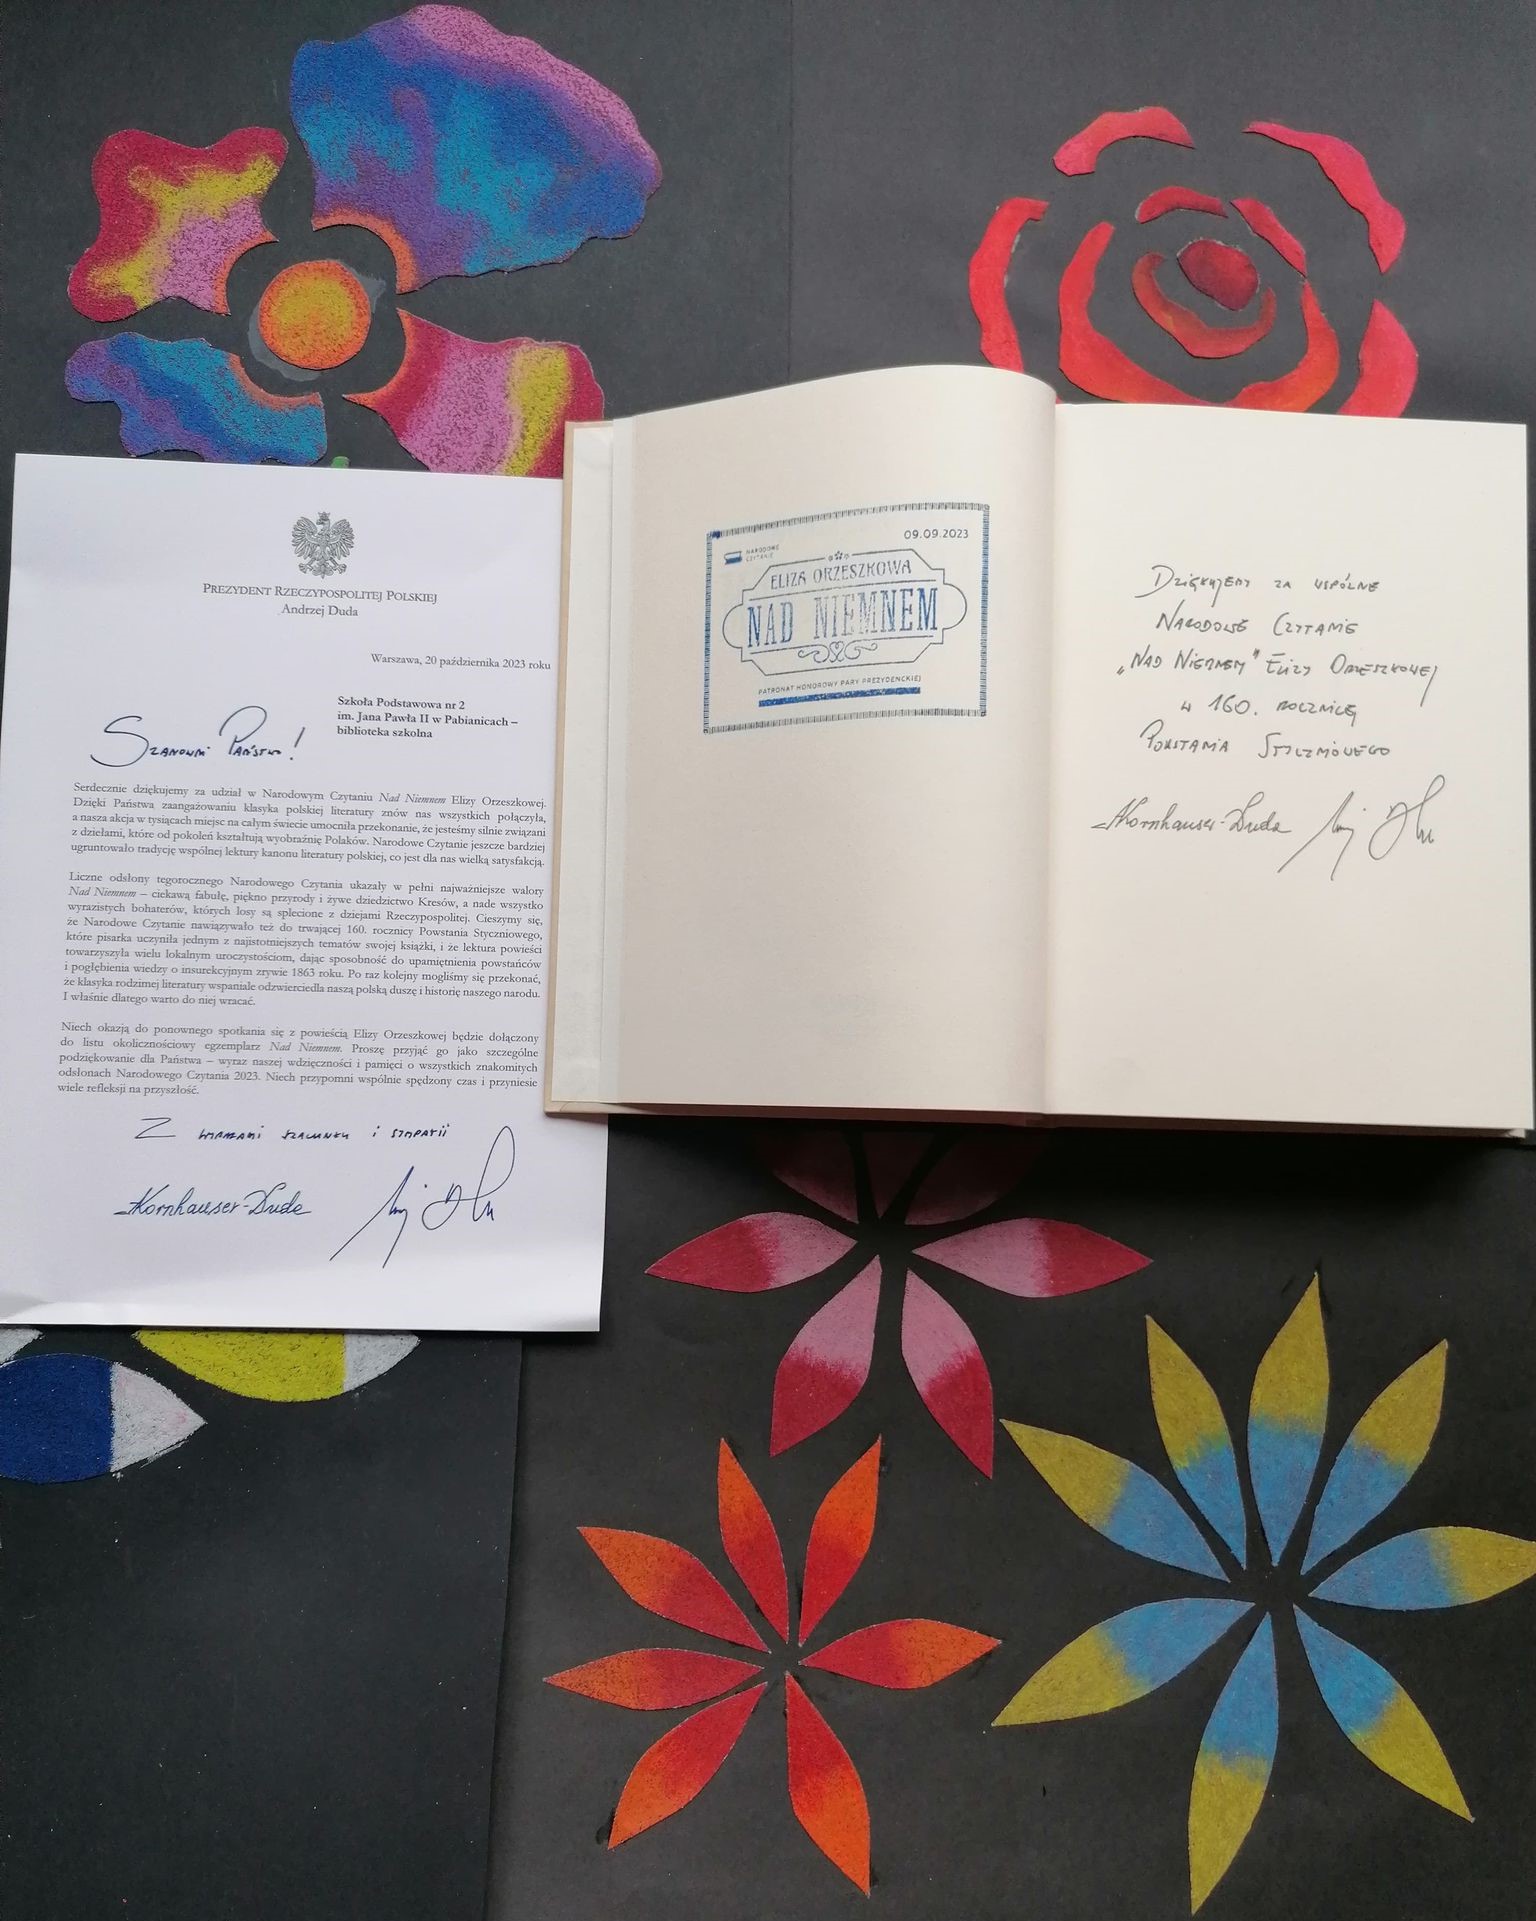 PREZYDENT RZECZYPOSPOLITEJ POLSKIEJ
Andrzej Duda
Warszawa, 20 października 2023 roku
Szkoła Podstawowa nr 2
im. Jana Pawła II w Pabianicach –
biblioteka szkolna
Szanowni Państwo!
Serdecznie dziękujemy za udział w Narodowym Czytaniu Nad Niemnem Elizy Orzeszkowej.
Dzięki Państwa zaangażowaniu klasyka polskiej literatury znów nas wszystkich połączyła,
a nasza akcja w tysiącach miejsc na całym świecie umocniła przekonanie, że jesteśmy silnie związani
z dziełami, które od pokoleń kształtują wyobraźnię Polaków. Narodowe Czytanie jeszcze bardziej
ugruntowało tradycję wspólnej lektury kanonu literatury polskiej, co jest dla nas wielką satysfakcją.
Liczne odsłony tegorocznego Narodowego Czytania ukazały w pełni najważniejsze walory
Nad Niemnem – ciekawą fabułę, piękno przyrody i żywe dziedzictwo Kresów, a nade wszystko
wyrazistych bohaterów, których losy są splecione z dziejami Rzeczypospolitej. Cieszymy się,
że Narodowe Czytanie nawiązywało też do trwającej 160. rocznicy Powstania Styczniowego,
które pisarka uczyniła jednym z najistotniejszych tematów swojej książki, i że lektura powieści
towarzyszyła wielu lokalnym uroczystościom, dając sposobność do upamiętnienia powstańców
i pogłębienia wiedzy o insurekcyjnym zrywie 1863 roku. Po raz kolejny mogliśmy się przekonać,
że klasyka rodzimej literatury wspaniale odzwierciedla naszą polską duszę i historię naszego narodu.
I właśnie dlatego warto do niej wracać.
Niech okazją do ponownego spotkania się z powieścią Elizy Orzeszkowej będzie dołączony
do listu okolicznościowy egzemplarz Nad Niemnem. Proszę przyjąć go jako szczególne
podziękowanie dla Państwa – wyraz naszej wdzięczności i pamięci o wszystkich znakomitych
odsłonach Narodowego Czytania 2023. Niech przypomni wspólnie spędzony czas i przyniesie
wiele refleksji na przyszłość.
Z wyrazami szacunku i sympatii
AKornhauser-Duda
NARODOWE
CZYTANIE
09.09.2023
ELIZA ORZESZKOWA
NAD NIEMNEM
PATRONAT HONOROWY PARY PREZYDENCKIEJ
Dziękujemy za wspólne
Narodowe Czytanie
„Nad Niemnem" Elizy Orzeszkowej
w 160. rocznicę
Powstania Styczniowego
AKornhauser-Duda